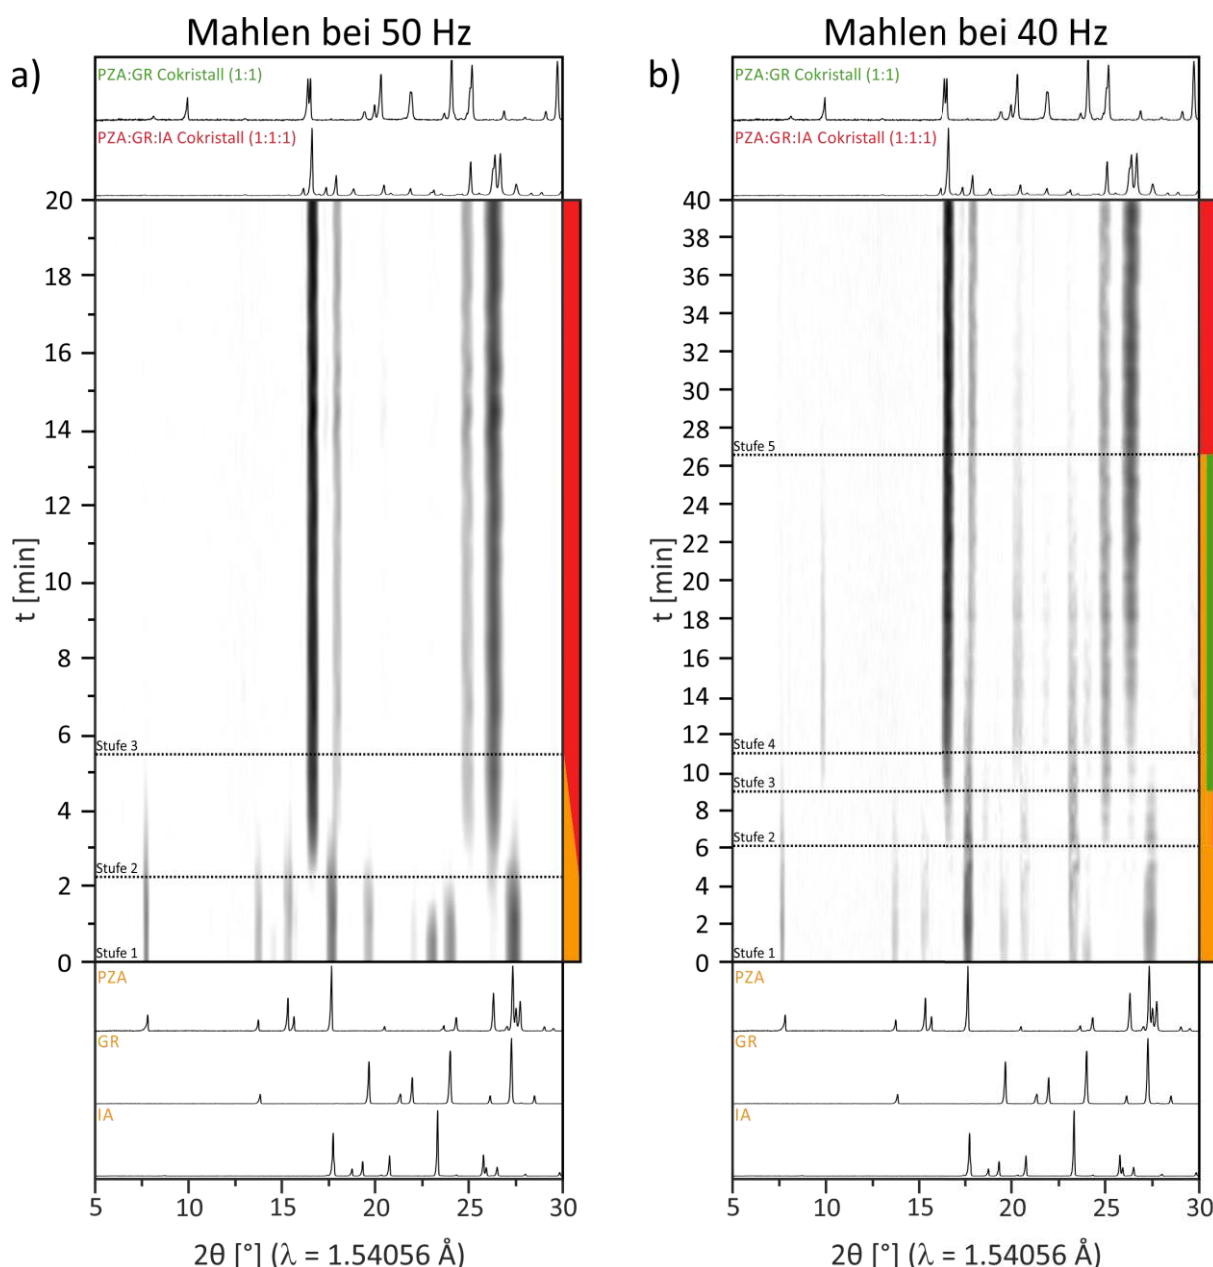 Mahlen bei 50 Hz
a)
PZA:GR Cokristall (1:1)
PZA:GR:IA Cokristall (1:1:1)
20
18
16
14
12
10
8
6
4
2
0
t [min]
Stufe 3
Stufe 2
Stufe 1
PZA
GR
IA
5 10 15 20 25 30
2θ [°] (λ = 1.54056 Å)
Mahlen bei 40 Hz
b)
PZA:GR Cokristall (1:1)
PZA:GR:IA Cokristall (1:1:1)
40
38
36
34
32
30
28
26
24
22
20
18
16
14
12
10
8
6
4
2
0
t [min]
Stufe 5
Stufe 4
Stufe 3
Stufe 2
Stufe 1
PZA
GR
IA
5 10 15 20 25 30
2θ [°] (λ = 1.54056 Å)